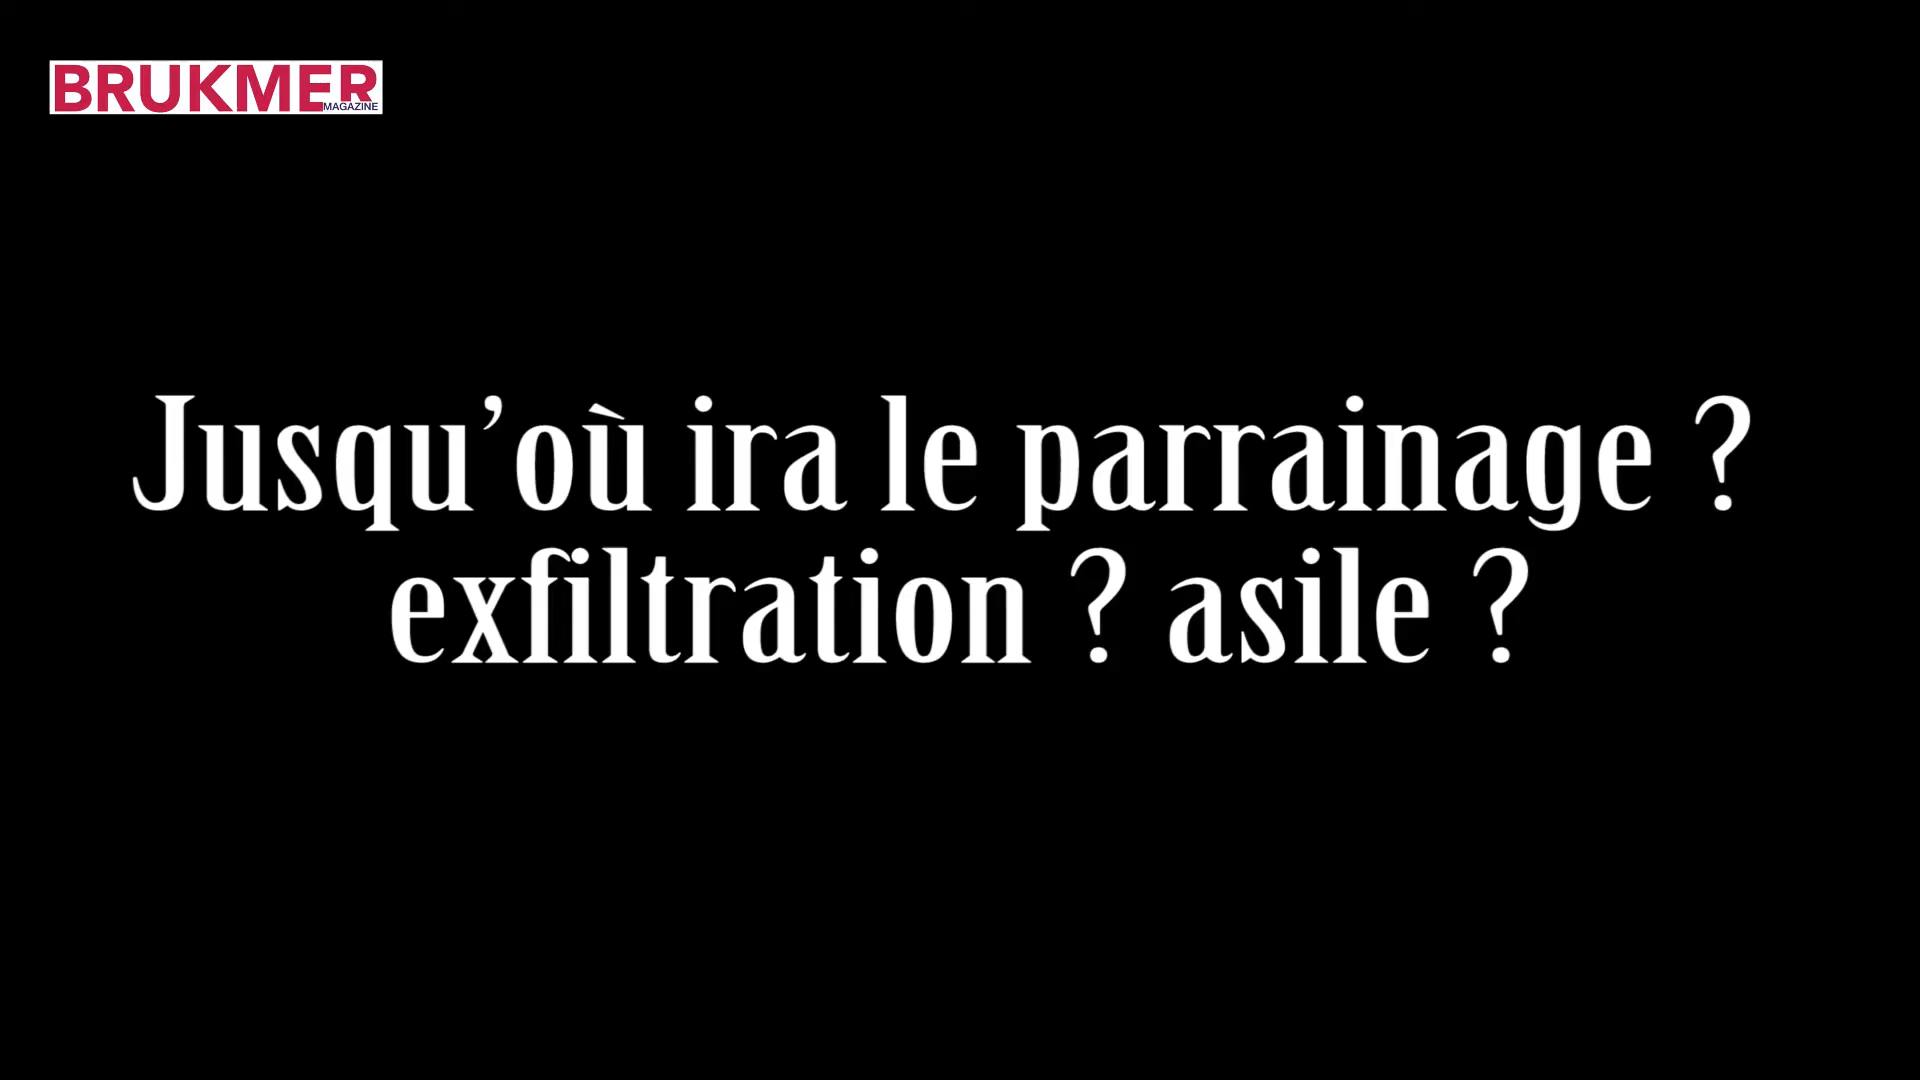 BRUKMER
MAGAZINE
Jusqu’où ira le parrainage ?
exfiltration ? asile ?